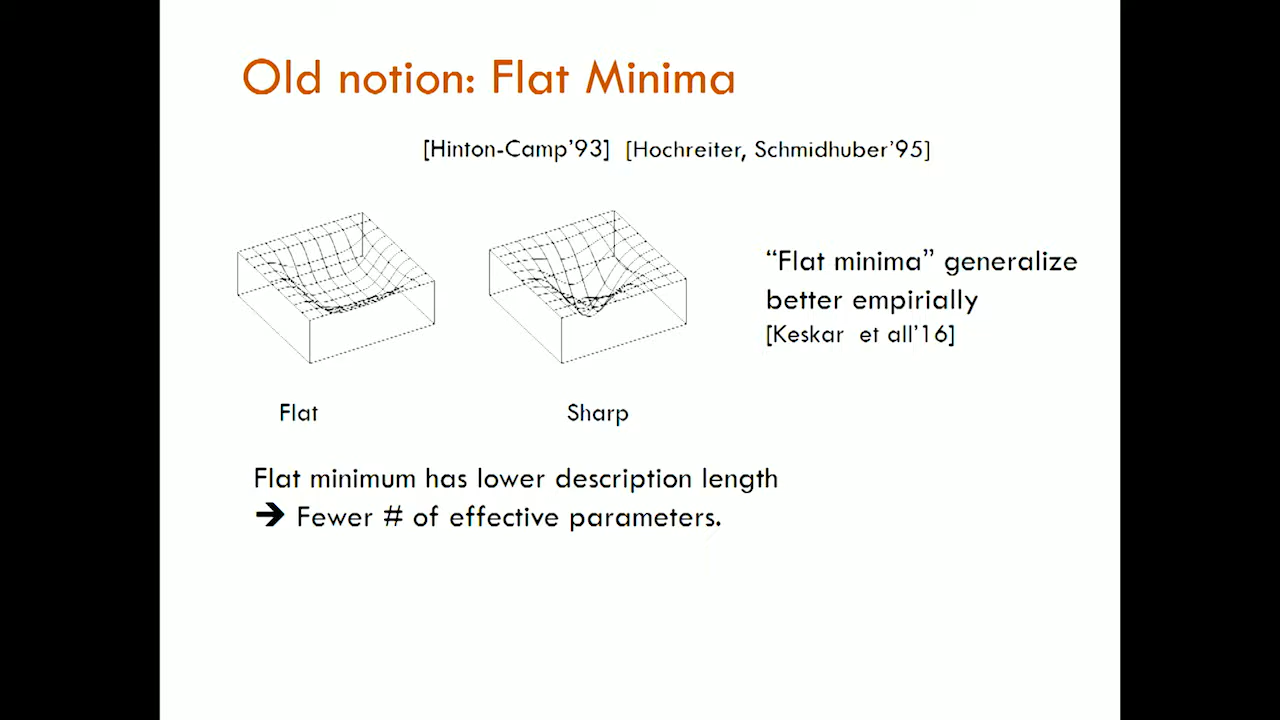 Old notion: Flat Minima
[Hinton-Camp’93] [Hochreiter, Schmidhuber’95]
“Flat minima” generalize
better empirially
[Keskar et all’16]
Flat
Sharp
Flat minimum has lower description length
➔ Fewer # of effective parameters.